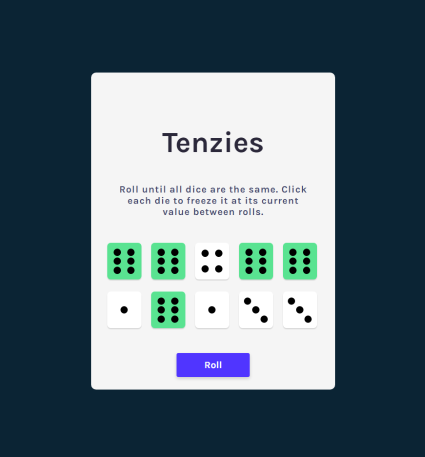 Tenzies
Roll until all dice are the same. Click
each die to freeze it at its current
value between rolls.
Roll